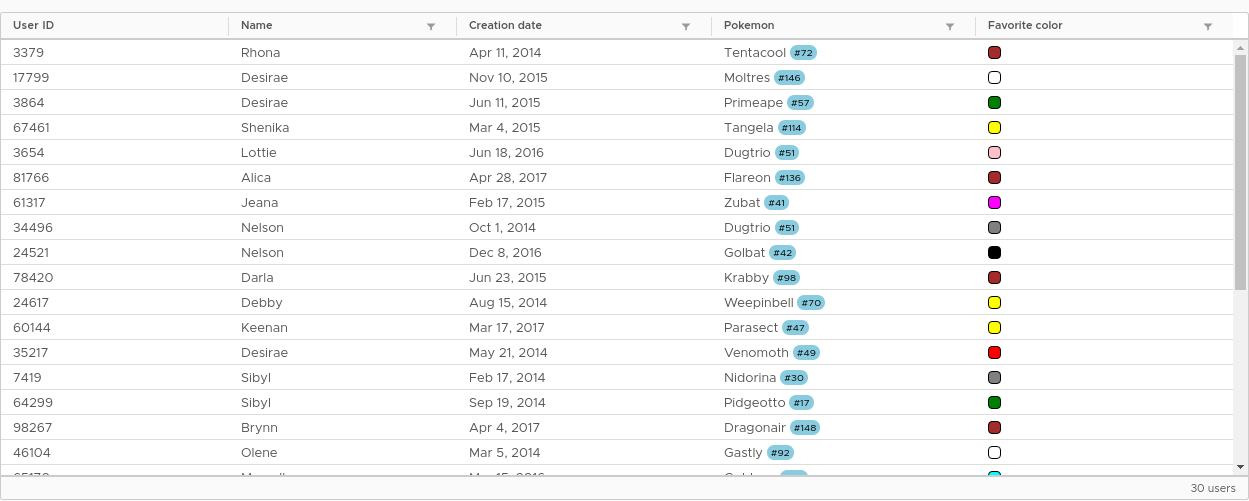 User ID Name Creation date Pokemon Favorite color
3379 Rhona Apr 11, 2014 Tentacool #72
17799 Desirae Nov 10, 2015 Moltres #146
3864 Desirae Jun 11, 2015 Primeape #57
67461 Shenika Mar 4, 2015 Tangela #114
3654 Lottie Jun 18, 2016 Dugtrio #51
81766 Alica Apr 28, 2017 Flareon #136
61317 Jeana Feb 17, 2015 Zubat #41
34496 Nelson Oct 1, 2014 Dugtrio #51
24521 Nelson Dec 8, 2016 Golbat #42
78420 Darla Jun 23, 2015 Krabby #98
24617 Debby Aug 15, 2014 Weepinbell #70
60144 Keenan Mar 17, 2017 Parasect #47
35217 Desirae May 21, 2014 Venomoth #49
7419 Sibyl Feb 17, 2014 Nidorina #30
64299 Sibyl Sep 19, 2014 Pidgeotto #17
98267 Brynn Apr 4, 2017 Dragonair #148
46104 Olene Mar 5, 2014 Gastly #92
30 users